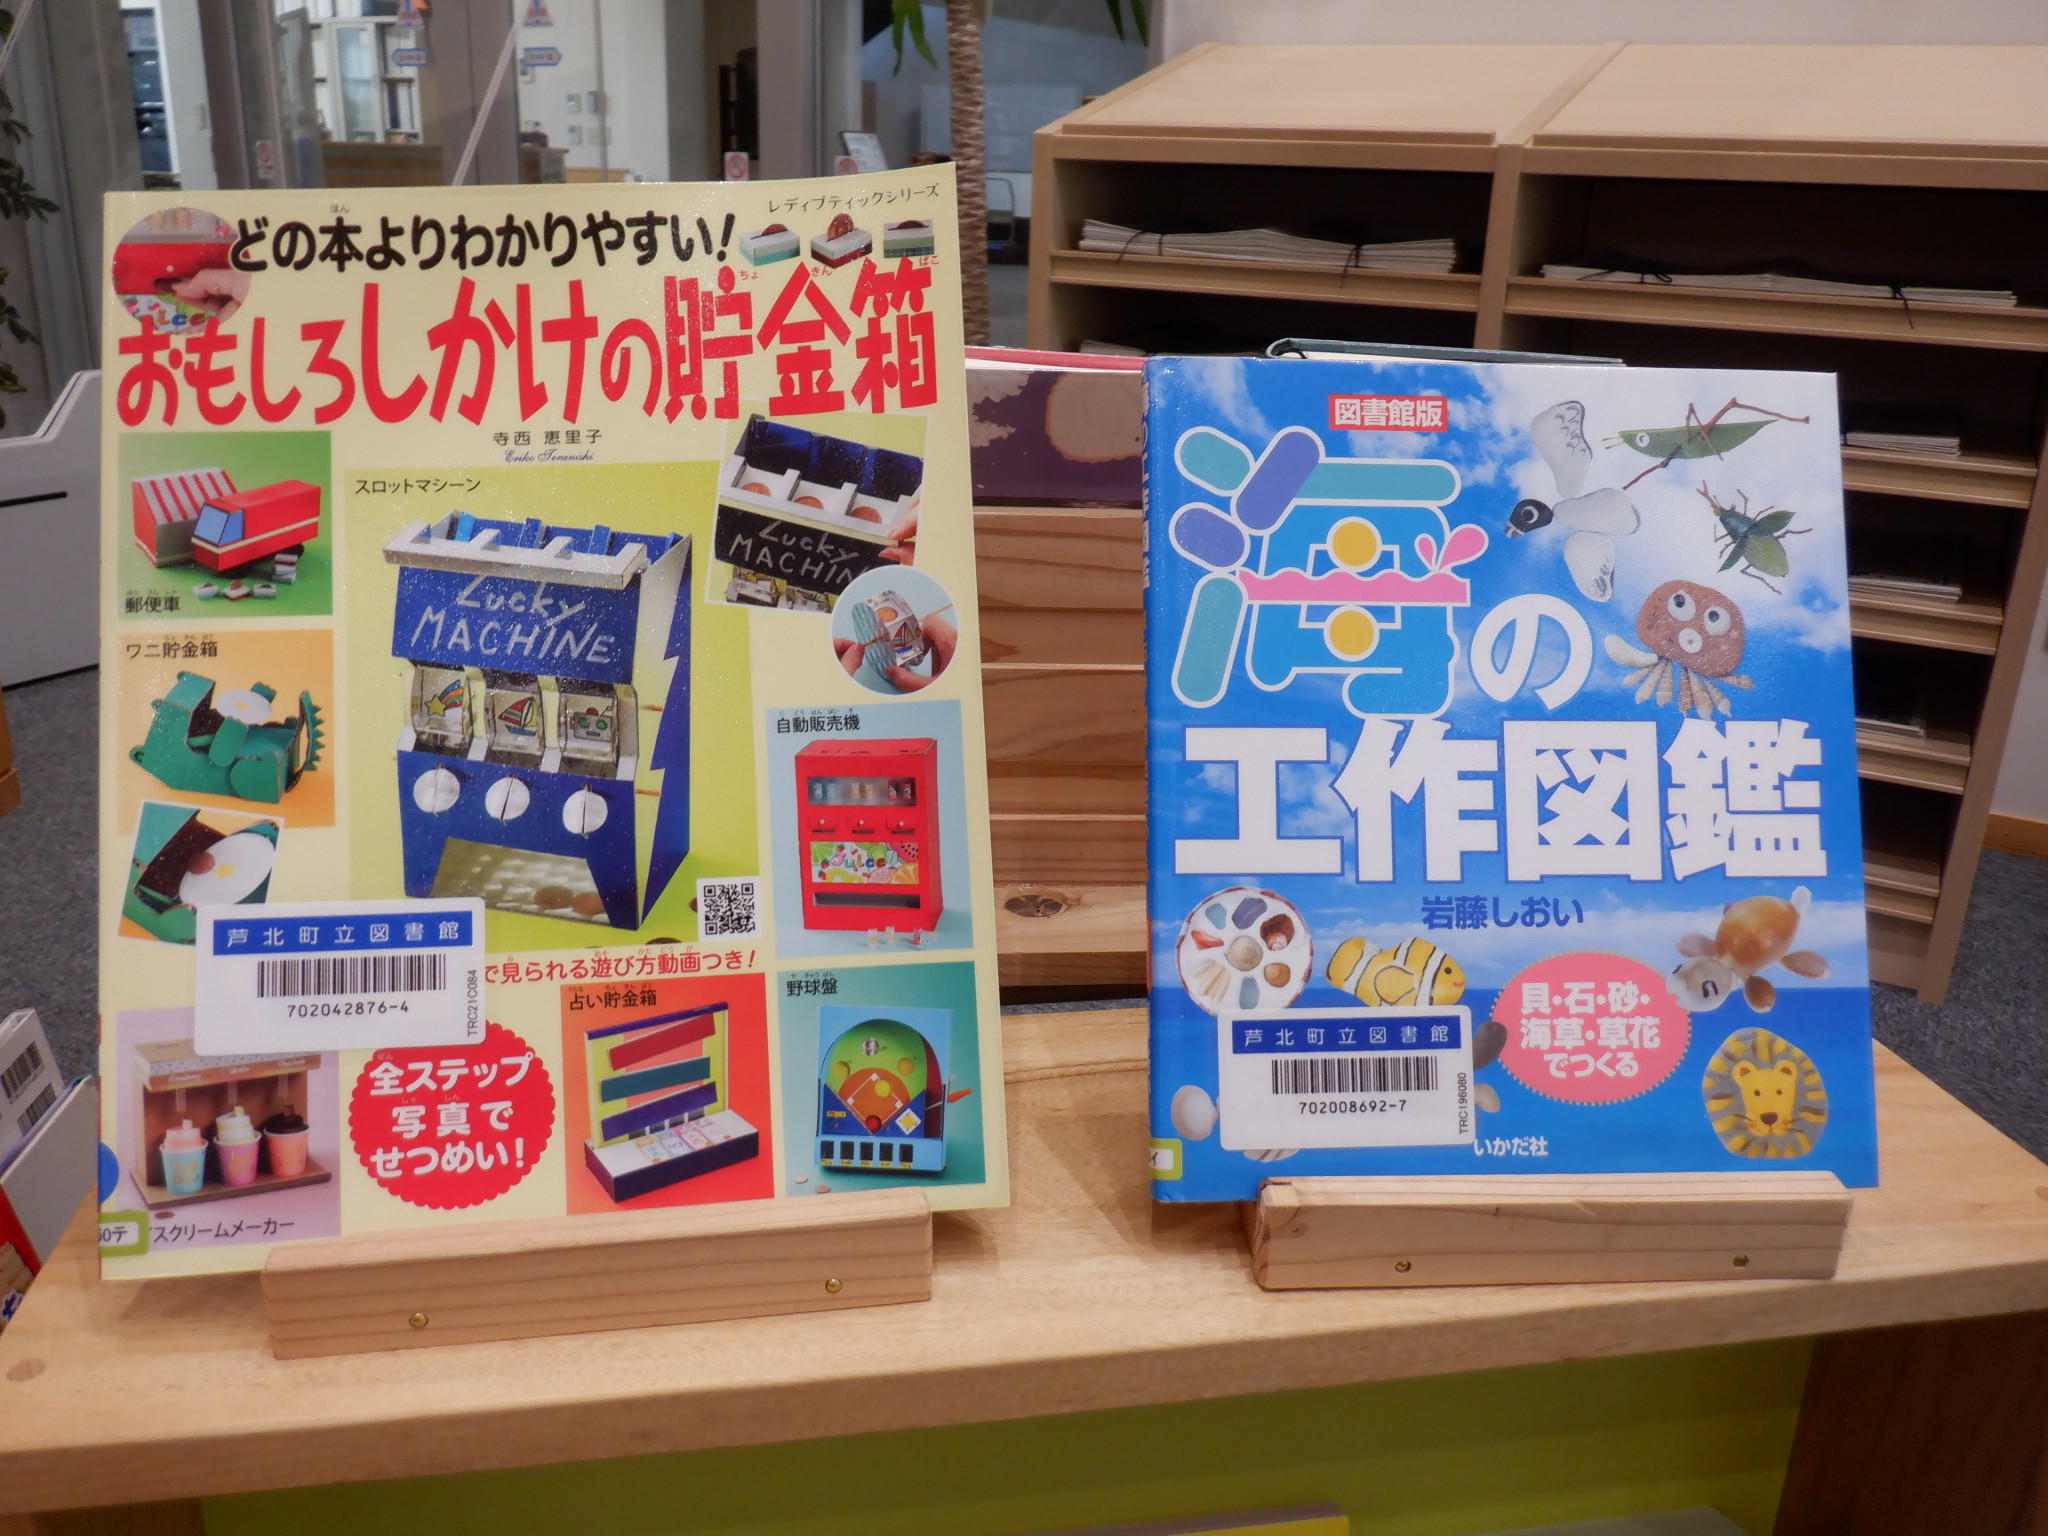 レディブティックシリーズ
どの本よりわかりやすい!
ほん
おもしろしかけの貯金箱
ちょ きん ばこ
寺西 恵里子
Eriko Teranishi
スロットマシーン
Lucky
MACHINE
Lucky
郵便車
ワニ貯金箱
自動販売機
Juice
芦北町立図書館
702042876-4
TRC21C084
で見られる遊び方動画つき!
占い貯金箱
野球盤
全ステップ
写真で
せつめい!
スクリームメーカー
図書館版
海の
工作図鑑
岩藤しおい
貝・石・砂・
海草・草花
でつくる
芦北町立図書館
702008692-7
TRC196080
いかだ社